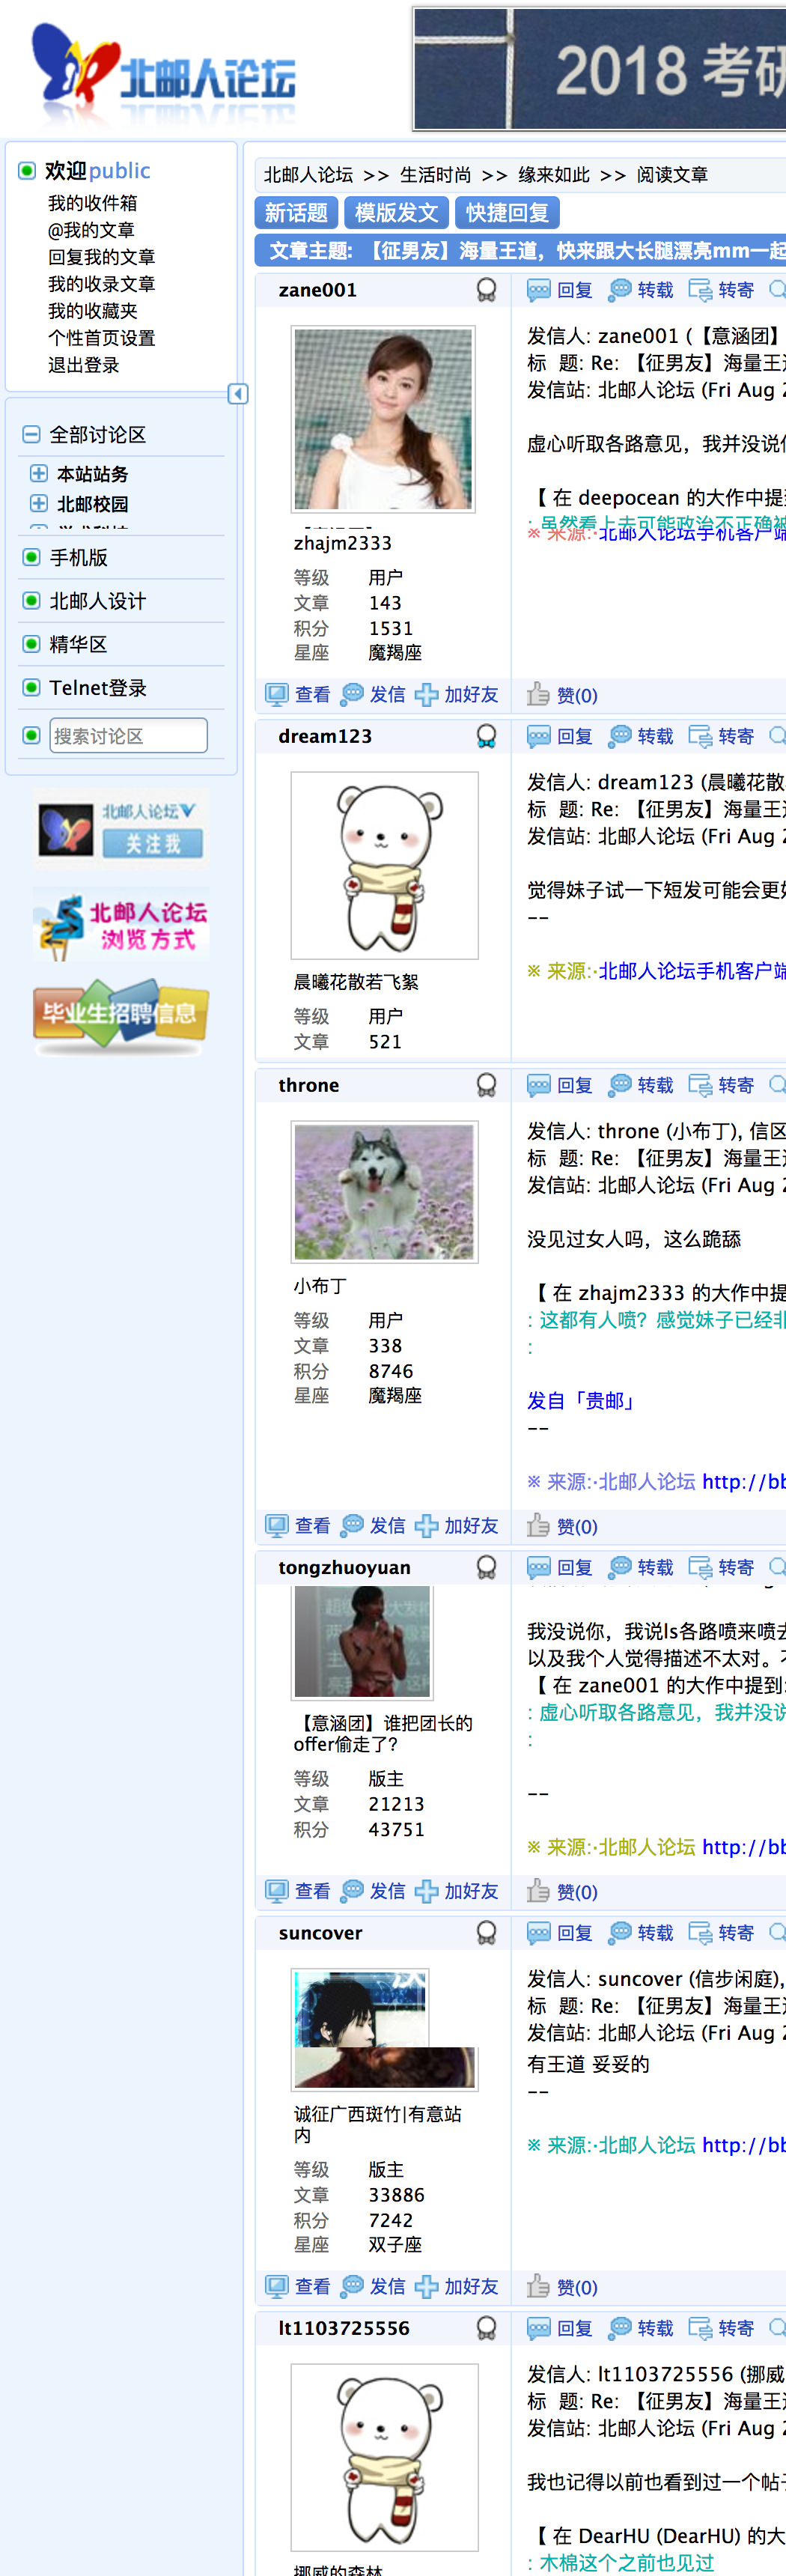 北邮人论坛
2018 考研
欢迎public
我的收件箱
@我的文章
回复我的文章
我的收录文章
我的收藏夹
个性首页设置
退出登录
全部讨论区
本站站务
北邮校园
手机版
北邮人设计
精华区
Telnet登录
搜索讨论区
北邮人论坛
关注我
北邮人论坛
浏览方式
毕业生招聘信息
北邮人论坛 >> 生活时尚 >> 缘来如此 >> 阅读文章
新话题 模版发文 快捷回复
文章主题: 【征男友】海量王道，快来跟大长腿漂亮mm一起
zane001 回复 转载 转寄
发信人: zane001 (【意涵团】
标 题: Re: 【征男友】海量王道
发信站: 北邮人论坛 (Fri Aug 2
虚心听取各路意见，我并没说你
【 在 deepocean 的大作中提到
: 虽然看上去可能政治不正确被
※ 来源:·北邮人论坛手机客户端
zhajm2333
等级 用户
文章 143
积分 1531
星座 魔羯座
查看 发信 加好友 赞(0)
dream123 回复 转载 转寄
发信人: dream123 (晨曦花散
标 题: Re: 【征男友】海量王道
发信站: 北邮人论坛 (Fri Aug 2
觉得妹子试一下短发可能会更好
--
※ 来源:·北邮人论坛手机客户端
晨曦花散若飞絮
等级 用户
文章 521
throne 回复 转载 转寄
发信人: throne (小布丁), 信区
标 题: Re: 【征男友】海量王道
发信站: 北邮人论坛 (Fri Aug 2
没见过女人吗，这么跪舔
【 在 zhajm2333 的大作中提
: 这都有人喷？感觉妹子已经非
:
发自「贵邮」
--
※ 来源:·北邮人论坛 http://bb
小布丁
等级 用户
文章 338
积分 8746
星座 魔羯座
查看 发信 加好友 赞(0)
tongzhuoyuan 回复 转载 转寄
我没说你，我说ls各路喷来喷去
以及我个人觉得描述不太对。不
【 在 zane001 的大作中提到:
: 虚心听取各路意见，我并没说
:
--
※ 来源:·北邮人论坛 http://bb
【意涵团】谁把团长的
offer偷走了？
等级 版主
文章 21213
积分 43751
查看 发信 加好友 赞(0)
suncover 回复 转载 转寄
发信人: suncover (信步闲庭),
标 题: Re: 【征男友】海量王道
发信站: 北邮人论坛 (Fri Aug 2
有王道 妥妥的
--
※ 来源:·北邮人论坛 http://bb
诚征广西斑竹|有意站
内
等级 版主
文章 33886
积分 7242
星座 双子座
查看 发信 加好友 赞(0)
lt1103725556 回复 转载 转寄
发信人: lt1103725556 (挪威
标 题: Re: 【征男友】海量王道
发信站: 北邮人论坛 (Fri Aug 2
我也记得以前也看到过一个帖子
【 在 DearHU (DearHU) 的大
: 木棉这个之前也见过
挪威的森林